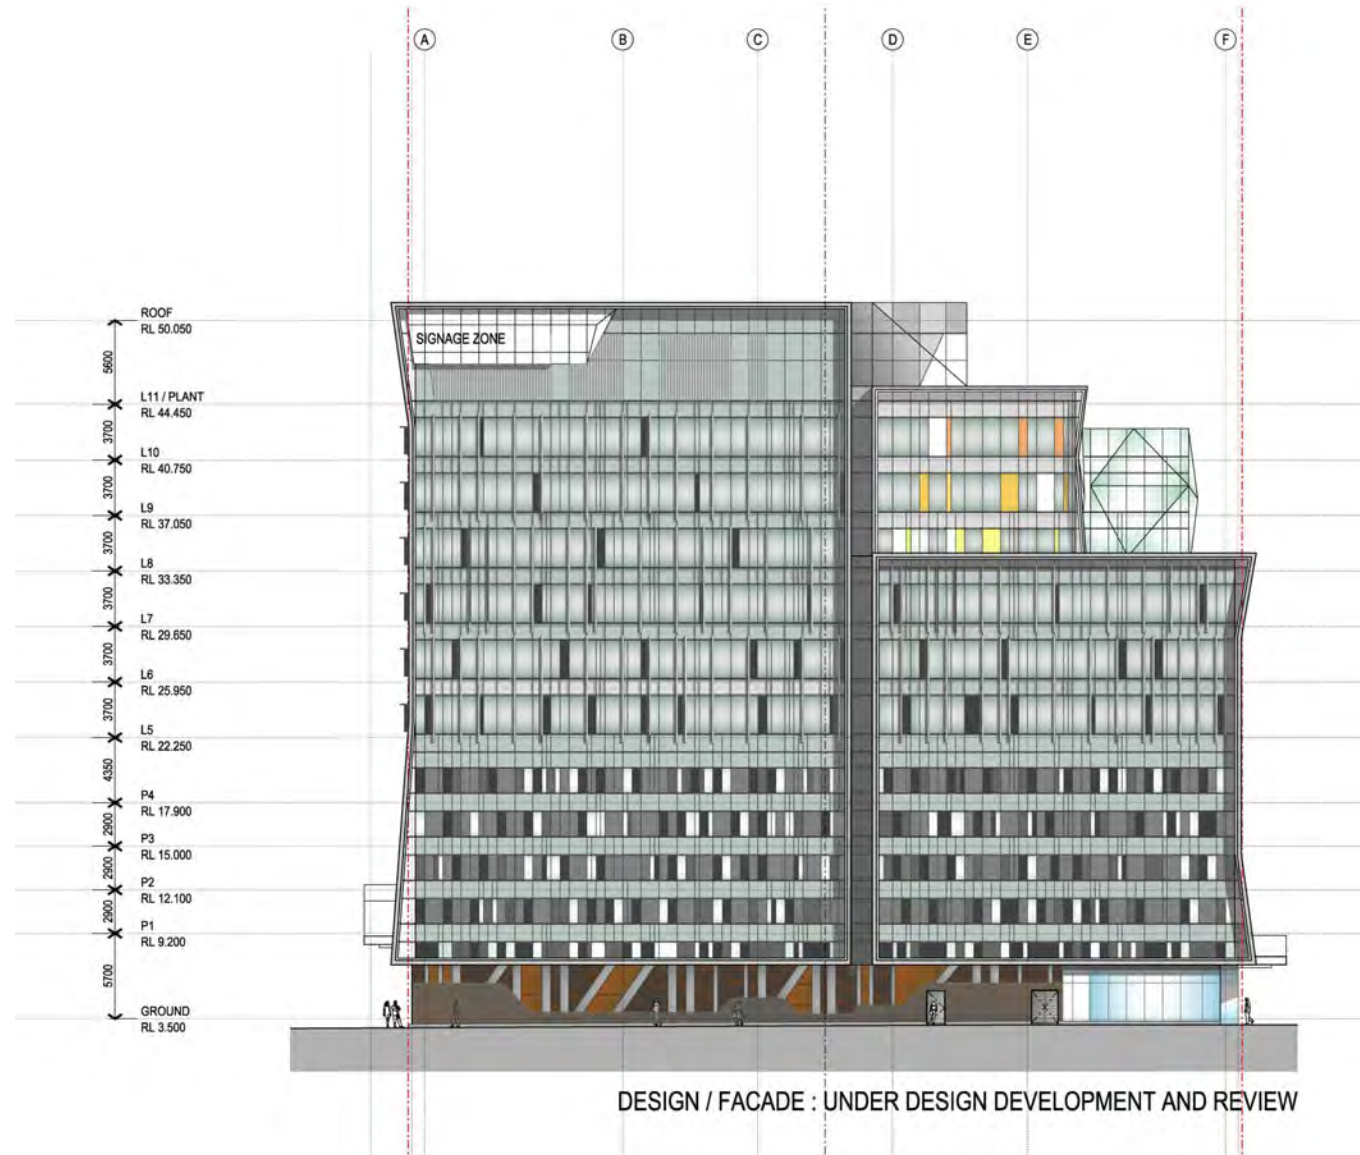 A B C D E F
ROOF
RL 50.050
SIGNAGE ZONE
5600
L11 / PLANT
RL 44.450
3700
L10
RL 40.750
3700
L9
RL 37.050
3700
L8
RL 33.350
3700
L7
RL 29.650
3700
L6
RL 25.950
3700
L5
RL 22.250
4350
P4
RL 17.900
2900
P3
RL 15.000
2900
P2
RL 12.100
2900
P1
RL 9.200
5700
GROUND
RL 3.500
DESIGN / FACADE : UNDER DESIGN DEVELOPMENT AND REVIEW